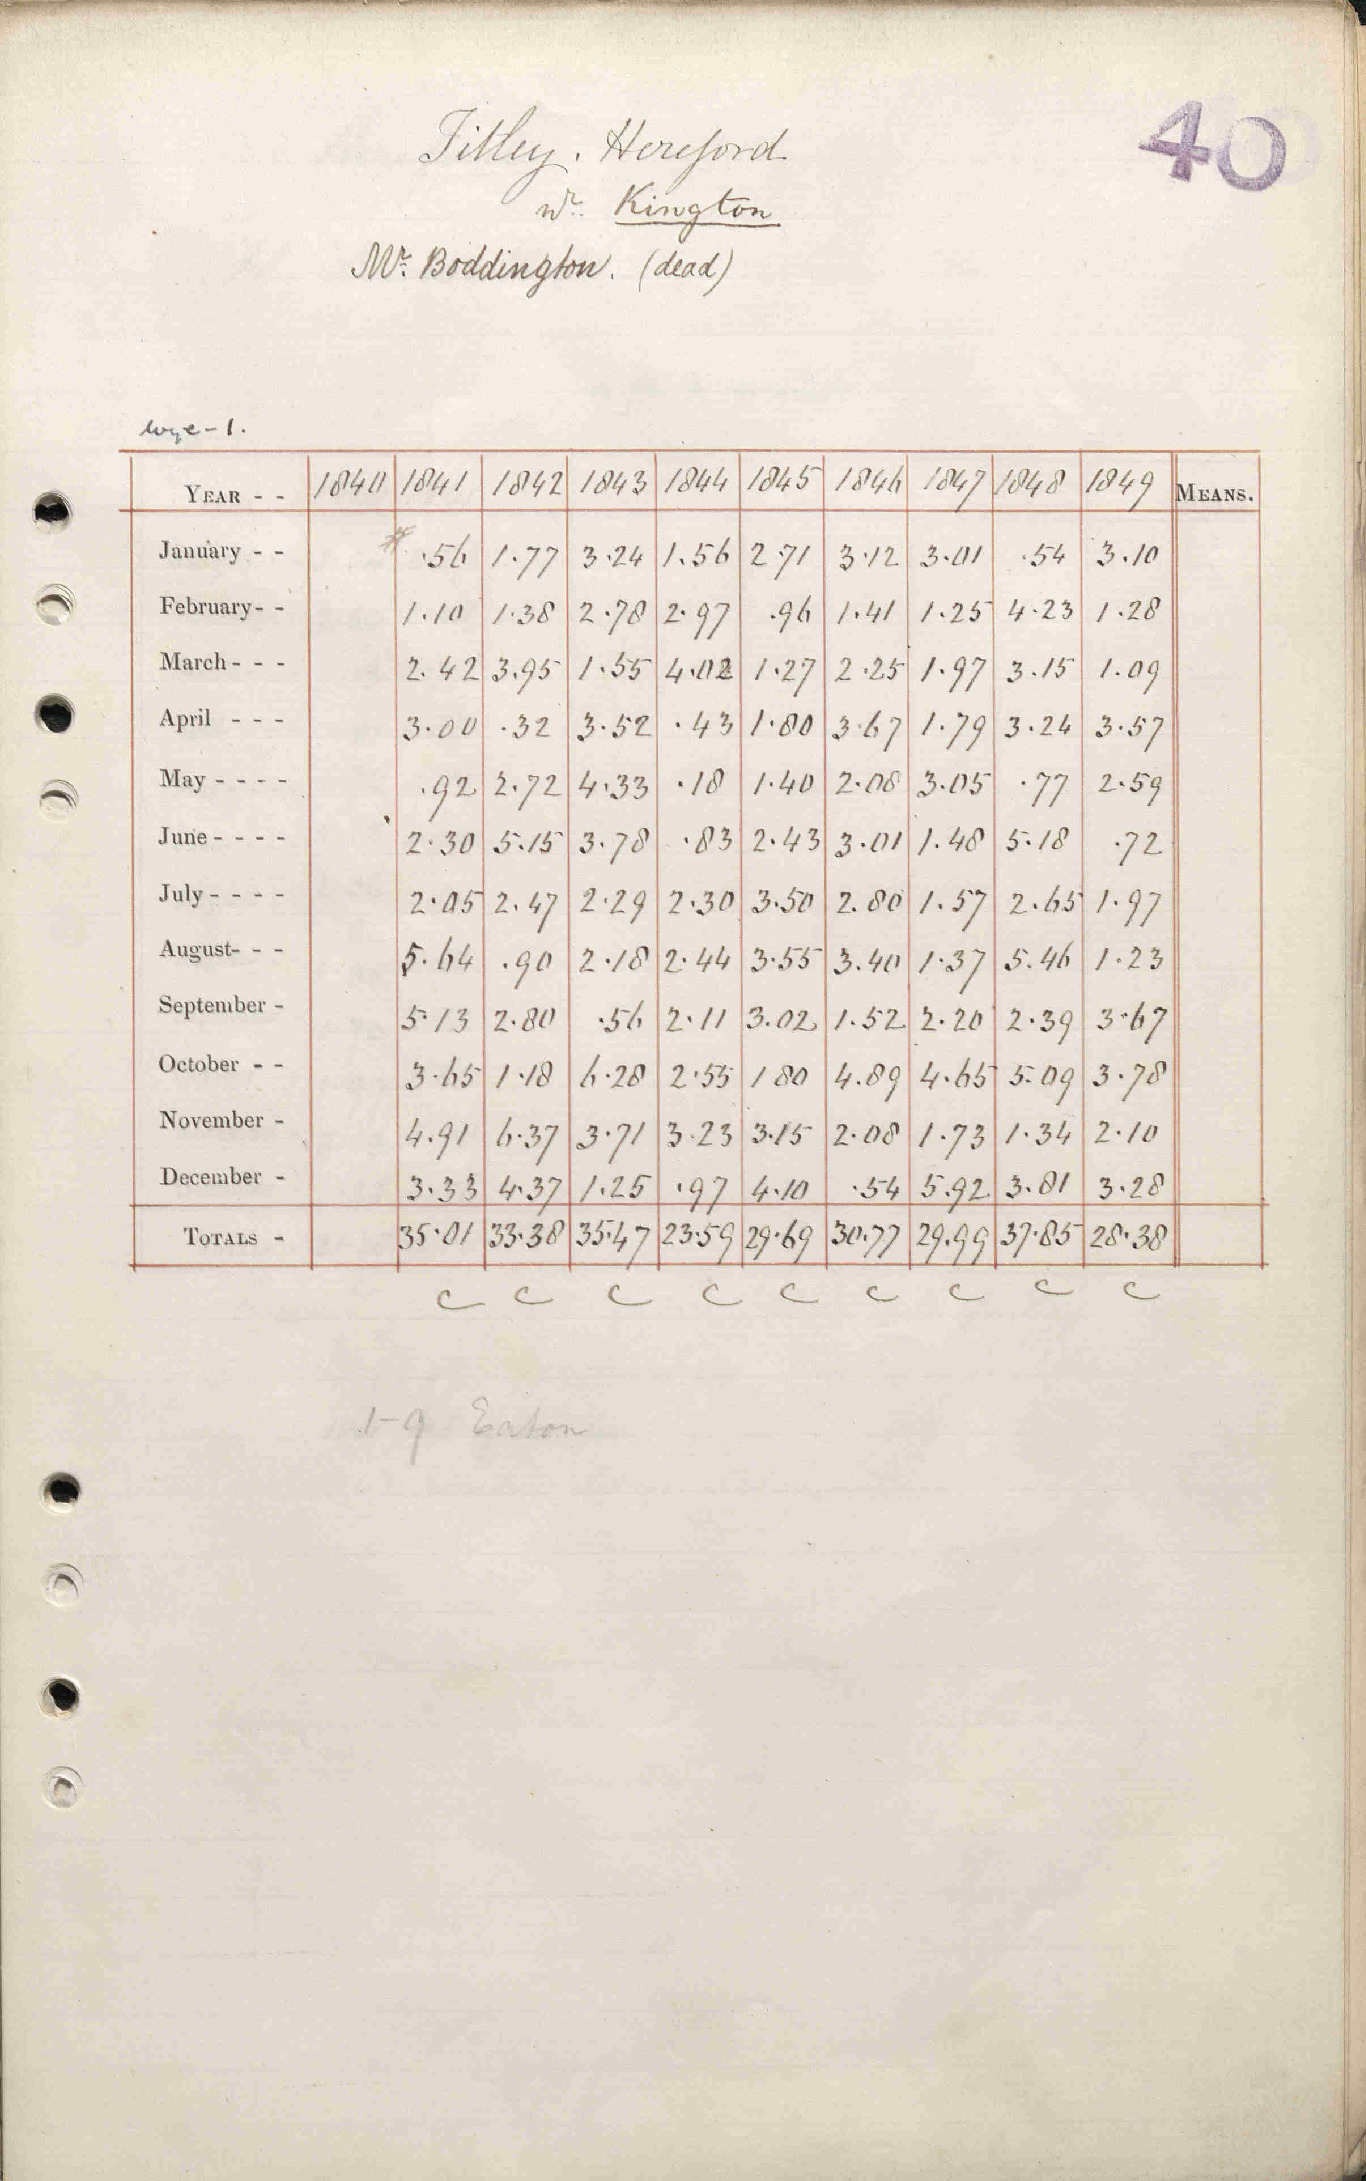 40
Titley. Hereford
nr. Kington
Mr. Boddington. (dead)
Wye-1.
YEAR - - 1840 1841 1842 1843 1844 1845 1846 1847 1848 1849 MEANS.
January - - # .56 1.77 3.24 1.56 2.71 3.12 3.01 .54 3.10
February - - 1.10 1.38 2.78 2.97 .96 1.41 1.25 4.23 1.28
March - - - 2.42 3.95 1.55 4.02 1.27 2.25 1.97 3.15 1.09
April - - - 3.00 .32 3.52 .43 1.80 3.67 1.79 3.24 3.57
May - - - - .92 2.72 4.33 .18 1.40 2.08 3.05 .77 2.59
June - - - - 2.30 5.15 3.78 .83 2.43 3.01 1.48 5.18 .72
July - - - - 2.05 2.47 2.29 2.30 3.50 2.80 1.57 2.65 1.97
August - - - 5.64 .90 2.18 2.44 3.55 3.40 1.37 5.46 1.23
September - 5.13 2.80 .56 2.11 3.02 1.52 2.20 2.39 3.67
October - - 3.65 1.18 6.28 2.55 1 80 4.89 4.65 5.09 3.78
November - 4.91 6.37 3.71 3.23 3.15 2.08 1.73 1.34 2.10
December - 3.33 4.37 1.25 .97 4.10 .54 5.92 3.81 3.28
TOTALS - 35.01 33.38 35.47 23.59 29.69 30.77 29.99 37.85 28.38
C C C C C C C C C
1-9 Eaton